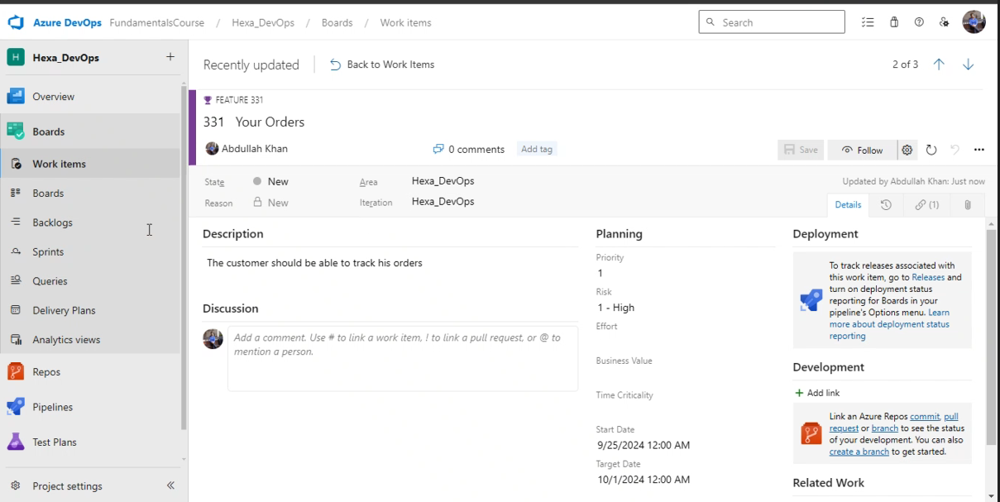 Azure DevOps FundamentalsCourse / Hexa_DevOps / Boards / Work items Search
H Hexa_DevOps +
Overview
Boards
Work items
Boards
Backlogs
Sprints
Queries
Delivery Plans
Analytics views
Repos
Pipelines
Test Plans
Project settings
Recently updated Back to Work Items 2 of 3
FEATURE 331
331 Your Orders
Abdullah Khan 0 comments Add tag Save Follow
State New Area Hexa_DevOps Updated by Abdullah Khan: Just now
Reason New Iteration Hexa_DevOps Details (1)
Description
The customer should be able to track his orders
Discussion
Add a comment. Use # to link a work item, ! to link a pull request, or @ to
mention a person.
Planning
Priority
1
Risk
1 - High
Effort
Business Value
Time Criticality
Start Date
9/25/2024 12:00 AM
Target Date
10/1/2024 12:00 AM
Deployment
To track releases associated with
this work item, go to Releases and
turn on deployment status
reporting for Boards in your
pipeline's Options menu. Learn
more about deployment status
reporting
Development
+ Add link
Link an Azure Repos commit, pull
request or branch to see the status
of your development. You can also
create a branch to get started.
Related Work